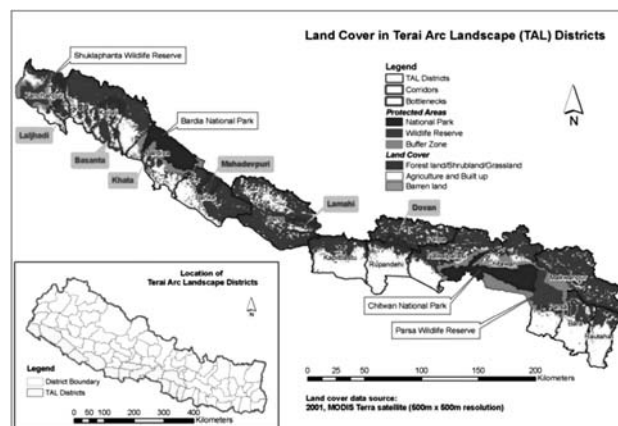 Land Cover in Terai Arc Landscape (TAL) Districts
Shuklaphanta Wildlife Reserve
Legend
TAL Districts
Corridors
Bottlenecks
Protected Areas
National Park
Wildlife Reserve
Buffer Zone
Land Cover
Forest land/Shrubland/Grassland
Agriculture and Built up
Barren land
N
Bardia National Park
Laljhadi
Basanta
Khata
Mahadevpuri
Lamahi
Dovan
Rupandehi
Chitwan National Park
Parsa Wildlife Reserve
Parsa
Bara
Rautahat
Location of
Terai Arc Landscape Districts
N
Legend
District Boundary
TAL Districts
0 50 100 200 300 400
Kilometers
0 25 50 100 150 200
Kilometers
Land cover data source:
2001, MODIS Terra satellite (500m x 500m resolution)